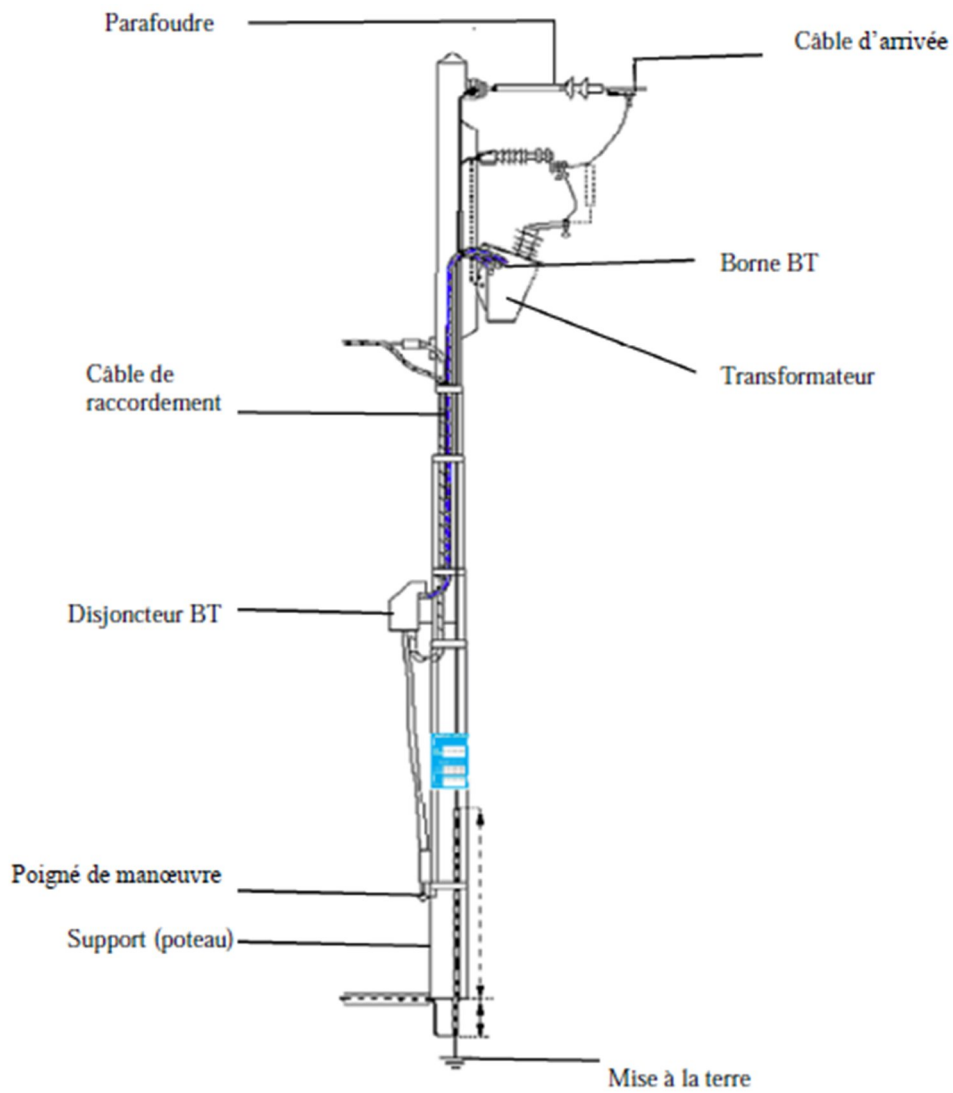 Parafoudre
Câble d'arrivée
Borne BT
Transformateur
Câble de
raccordement
Disjoncteur BT
Poigné de manœuvre
Support (poteau)
Mise à la terre